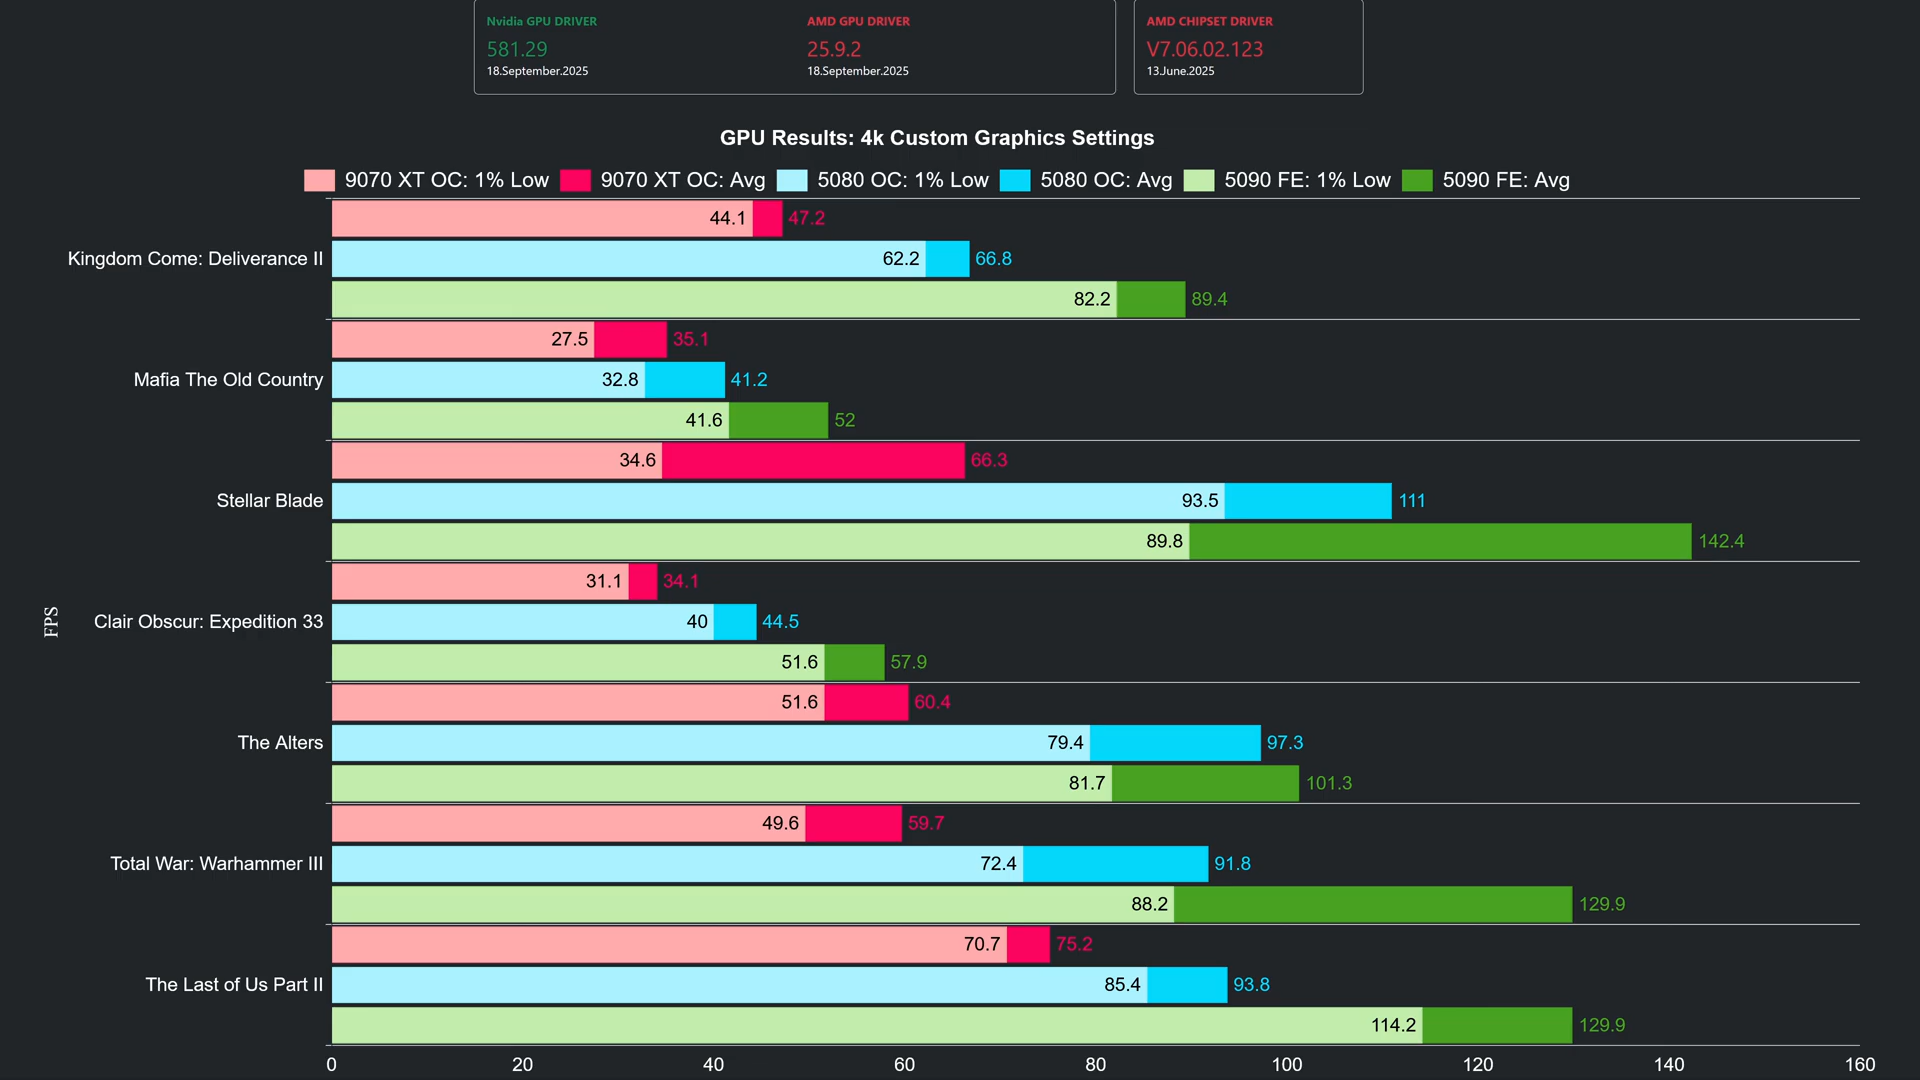 Nvidia GPU DRIVER
581.29
18.September.2025
AMD GPU DRIVER
25.9.2
18.September.2025
AMD CHIPSET DRIVER
V7.06.02.123
13.June.2025
GPU Results: 4k Custom Graphics Settings
9070 XT OC: 1% Low 9070 XT OC: Avg 5080 OC: 1% Low 5080 OC: Avg 5090 FE: 1% Low 5090 FE: Avg
FPS
Kingdom Come: Deliverance II
44.1 47.2
62.2 66.8
82.2 89.4
Mafia The Old Country
27.5 35.1
32.8 41.2
41.6 52
Stellar Blade
34.6 66.3
93.5 111
89.8 142.4
Clair Obscur: Expedition 33
31.1 34.1
40 44.5
51.6 57.9
The Alters
51.6 60.4
79.4 97.3
81.7 101.3
Total War: Warhammer III
49.6 59.7
72.4 91.8
88.2 129.9
The Last of Us Part II
70.7 75.2
85.4 93.8
114.2 129.9
0 20 40 60 80 100 120 140 160